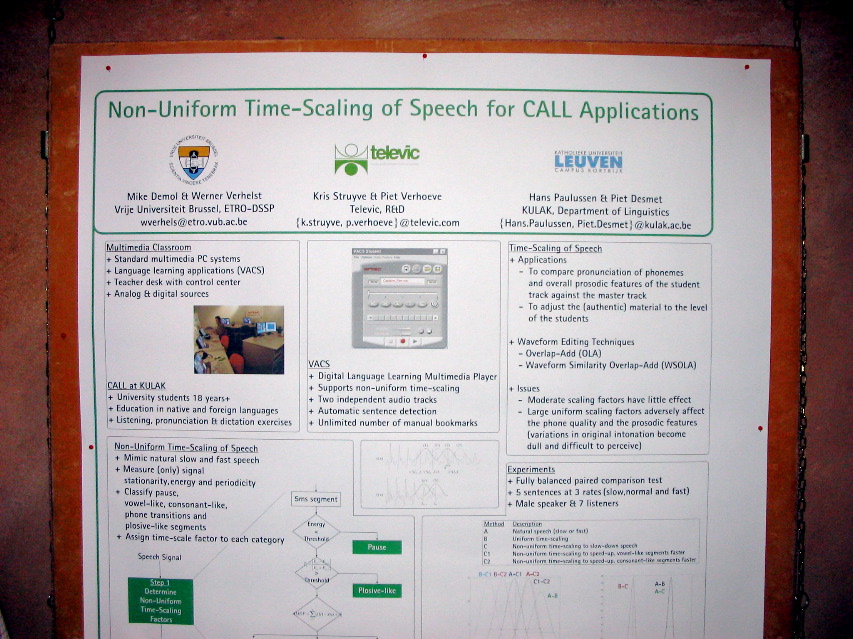 Non-Uniform Time-Scaling of Speech for CALL Applications
televic
KATHOLIEKE UNIVERSITEIT
LEUVEN
CAMPUS KORTRIJK
Mike Demol & Werner Verhelst
Vrije Universiteit Brussel, ETRO-DSSP
wverhels@etro.vub.ac.be
Kris Struyve & Piet Verhoeve
Televic, R&D
{k.struyve, p.verhoeve}@televic.com
Hans Paulussen & Piet Desmet
KULAK, Department of Linguistics
{Hans.Paulussen, Piet.Desmet}@kulak.ac.be
Multimedia Classroom
+ Standard multimedia PC systems
+ Language learning applications (VACS)
+ Teacher desk with control center
+ Analog & digital sources
CALL at KULAK
+ University students 18 years+
+ Education in native and foreign languages
+ Listening, pronunciation & dictation exercises
VACS
+ Digital Language Learning Multimedia Player
+ Supports non-uniform time-scaling
+ Two independent audio tracks
+ Automatic sentence detection
+ Unlimited number of manual bookmarks
Time-Scaling of Speech
+ Applications
- To compare pronunciation of phonemes
and overall prosodic features of the student
track against the master track
- To adjust the (authentic) material to the level
of the students
+ Waveform Editing Techniques
- Overlap-Add (OLA)
- Waveform Similarity Overlap-Add (WSOLA)
+ Issues
- Moderate scaling factors have little effect
- Large uniform scaling factors adversely affect
the phone quality and the prosodic features
(variations in original intonation become
dull and difficult to perceive)
Non-Uniform Time-Scaling of Speech
+ Mimic natural slow and fast speech
+ Measure (only) signal
stationarity,energy and periodicity
+ Classify pause,
vowel-like, consonant-like,
phone transitions and
plosive-like segments
+ Assign time-scale factor to each category
Speech Signal
Step 1
Determine
Non-Uniform
Time-Scaling
Factors
5ms segment
Energy
<
Threshold
Pause
Threshold
Plosive-like
Experiments
+ Fully balanced paired comparison test
+ 5 sentences at 3 rates (slow,normal and fast)
+ Male speaker & 7 listeners
Method Description
A Natural speech (slow or fast)
B Uniform time-scaling
C Non-uniform time-scaling to slow-down speech
C1 Non-uniform time-scaling to speed-up, vowel-like segments faster
C2 Non-uniform time-scaling to speed-up, consonant-like segments faster
B-C1 B-C2 A-C1 A-C2
C1-C2
A-B
B-C
A-B
A-C